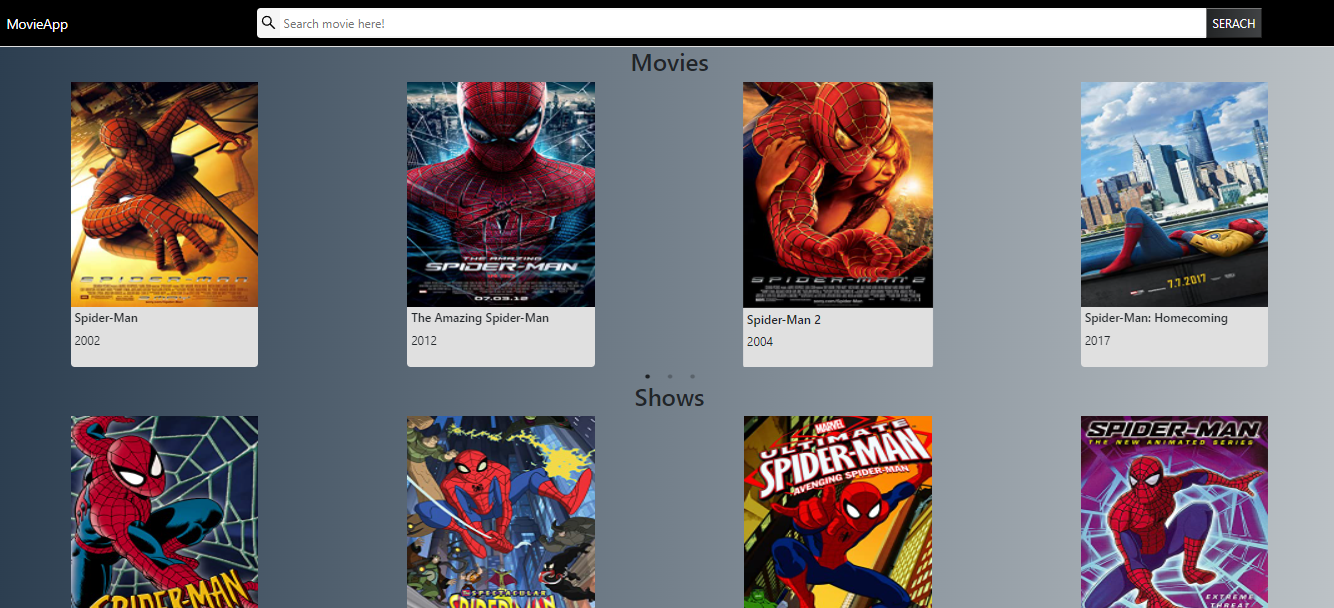 MovieApp
Search movie here!
SERACH
Movies
SPIDER-MAN
THE AMAZING
SPIDER-MAN
07.03.12
SPIDER-MAN 2
7.7.2017
Spider-Man
2002
The Amazing Spider-Man
2012
Spider-Man 2
2004
Spider-Man: Homecoming
2017
Shows
SPIDER-MAN
SPECTACULAR
SPIDER-MAN
MARVEL
ULTIMATE
SPIDER-MAN
AVENGING SPIDER-MAN
SPIDER-MAN
THE NEW ANIMATED SERIES
EXTREME
THREAT